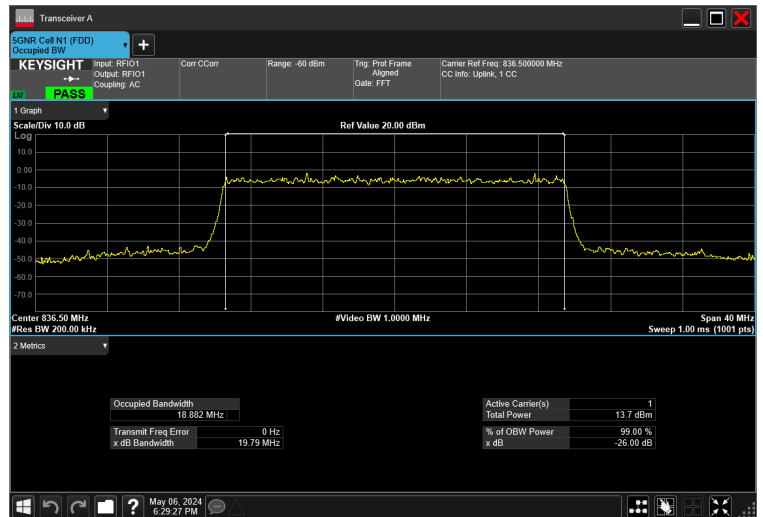 Transceiver A
5GNR Cell N1 (FDD)
Occupied BW
KEYSIGHT
LXI
PASS
Input: RFIO1
Output: RFIO1
Coupling: AC
Corr CCorr
Range: -60 dBm
Trig: Prot Frame
Aligned
Gate: FFT
Carrier Ref Freq: 836.500000 MHz
CC Info: Uplink, 1 CC
1 Graph
Scale/Div 10.0 dB
Ref Value 20.00 dBm
Log
10.0
0.00
-10.0
-20.0
-30.0
-40.0
-50.0
-60.0
-70.0
Center 836.50 MHz
#Video BW 1.0000 MHz
Span 40 MHz
#Res BW 200.00 kHz
Sweep 1.00 ms (1001 pts)
2 Metrics
Occupied Bandwidth
18.882 MHz
Transmit Freq Error 0 Hz
x dB Bandwidth 19.79 MHz
Active Carrier(s) 1
Total Power 13.7 dBm
% of OBW Power 99.00 %
x dB -26.00 dB
May 06, 2024
6:29:27 PM